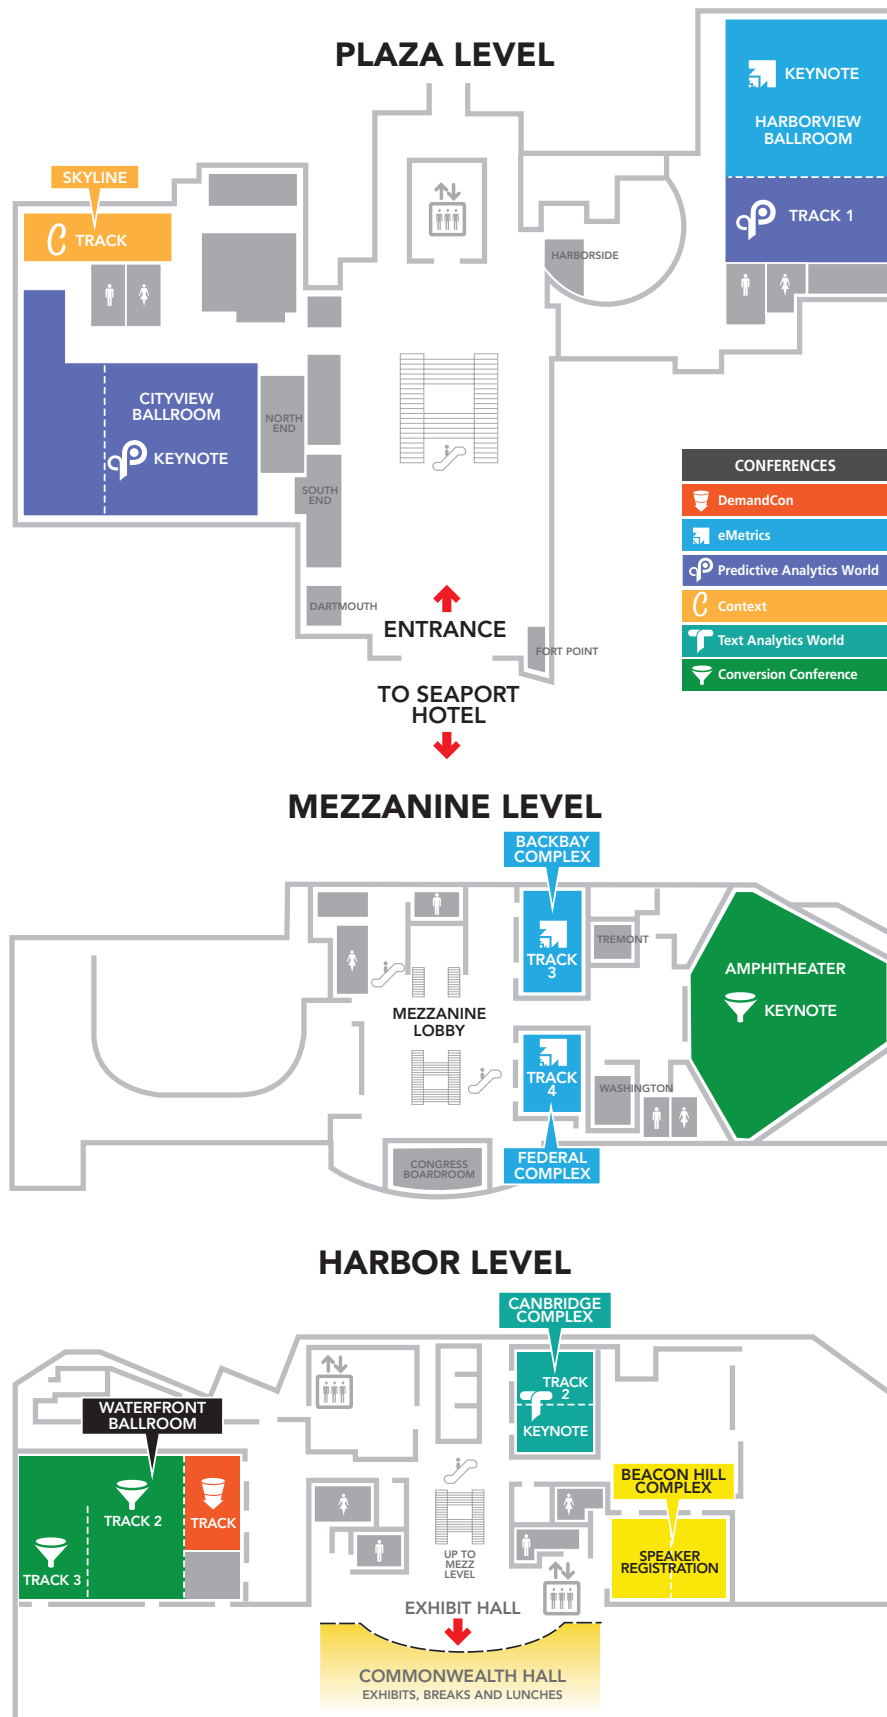 PLAZA LEVEL
KEYNOTE
HARBORVIEW
BALLROOM
SKYLINE
TRACK
TRACK 1
HARBORSIDE
CITYVIEW
BALLROOM
KEYNOTE
NORTH
END
SOUTH
END
CONFERENCES
DemandCon
eMetrics
Predictive Analytics World
Context
Text Analytics World
Conversion Conference
DARTMOUTH
ENTRANCE
FORT POINT
TO SEAPORT
HOTEL
MEZZANINE LEVEL
BACKBAY
COMPLEX
TRACK
3
TREMONT
AMPHITHEATER
KEYNOTE
MEZZANINE
LOBBY
TRACK
4
WASHINGTON
FEDERAL
COMPLEX
CONGRESS
BOARDROOM
HARBOR LEVEL
CANBRIDGE
COMPLEX
TRACK
2
KEYNOTE
WATERFRONT
BALLROOM
TRACK 2
TRACK
TRACK 3
BEACON HILL
COMPLEX
SPEAKER
REGISTRATION
UP TO
MEZZ
LEVEL
EXHIBIT HALL
COMMONWEALTH HALL
EXHIBITS, BREAKS AND LUNCHES